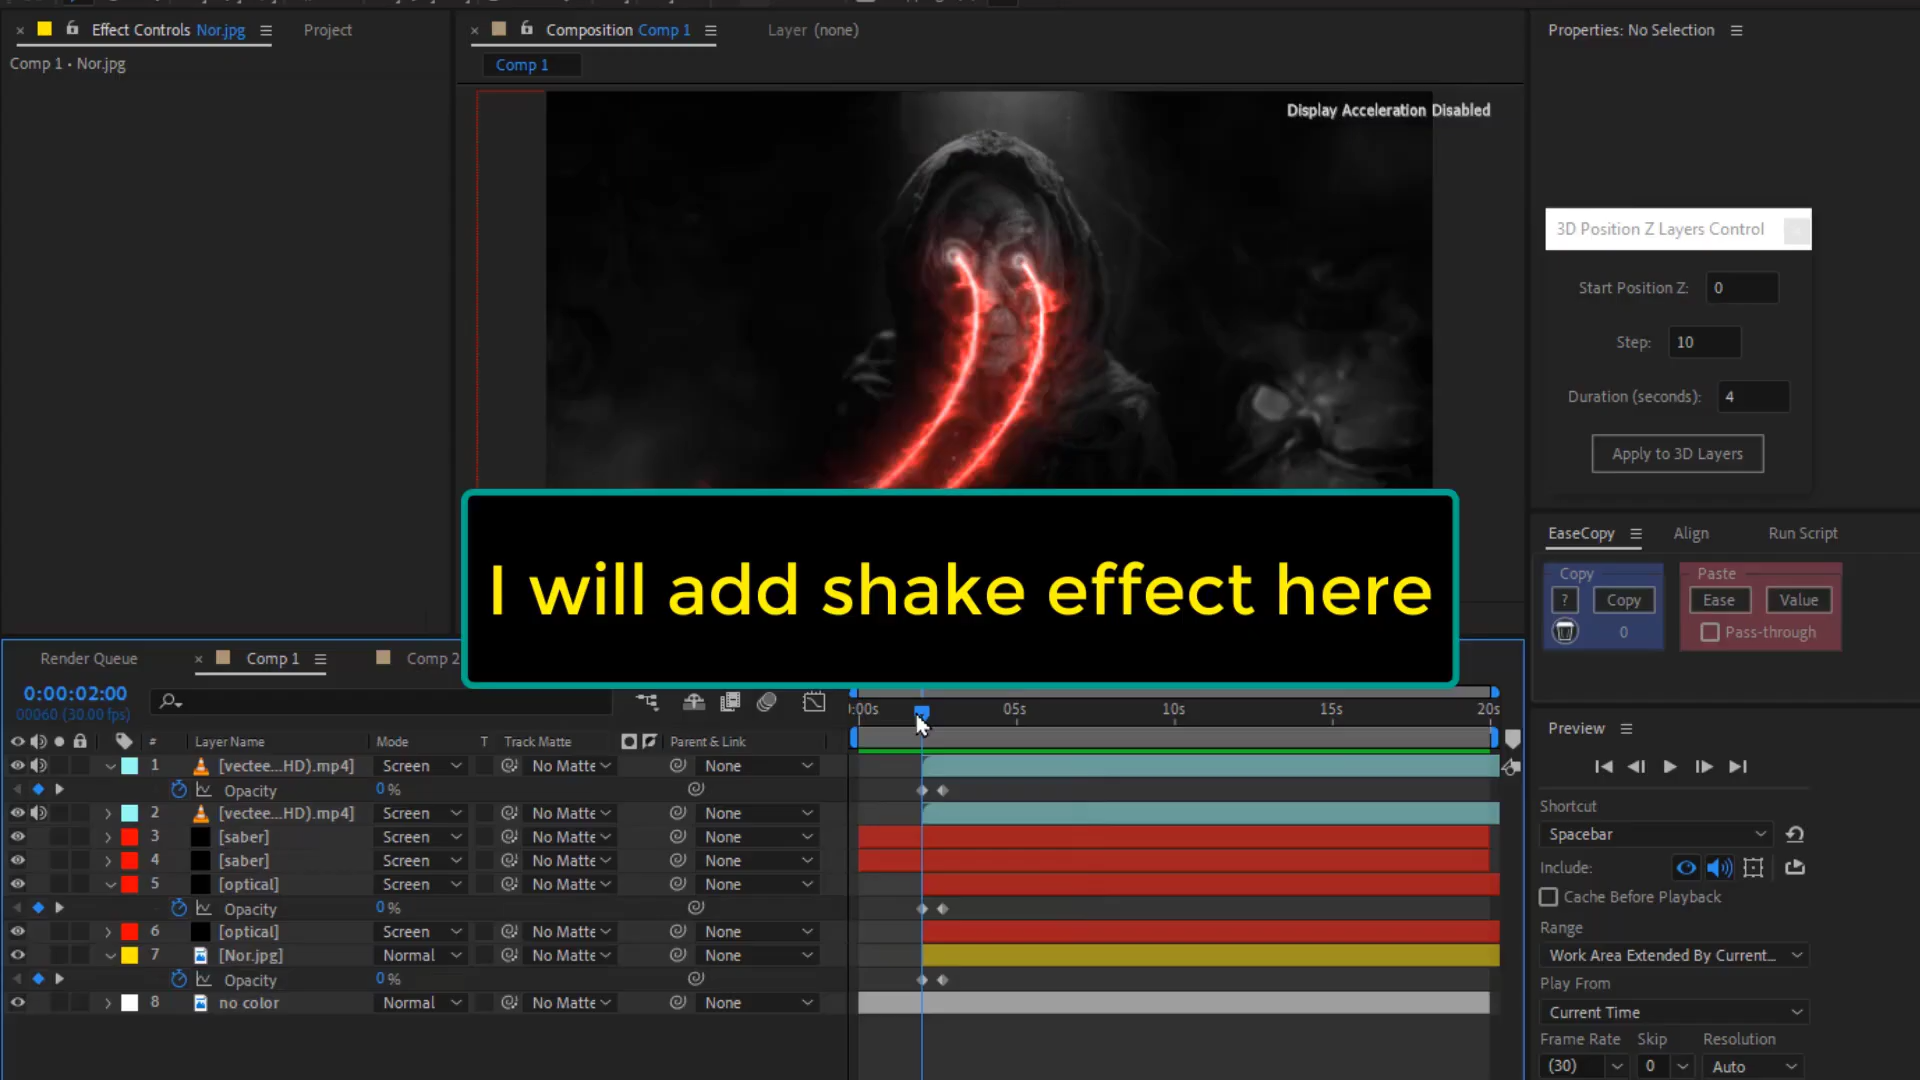 Effect Controls Nor.jpg
Project
Comp 1 • Nor.jpg
Composition Comp 1
Layer (none)
Comp 1
Display Acceleration Disabled
Properties: No Selection
3D Position Z Layers Control
Start Position Z: 0
Step: 10
Duration (seconds): 4
Apply to 3D Layers
EaseCopy
Align
Run Script
Copy
? Copy
0
Paste
Ease Value
Pass-through
I will add shake effect here
Render Queue
Comp 1
Comp 2
0:00:02:00
00060 (30.00 fps)
:00s 05s 10s 15s 20s
# Layer Name Mode T Track Matte Parent & Link
1 [vectee...HD).mp4] Screen No Matte None
Opacity 0 %
2 [vectee...HD).mp4] Screen No Matte None
3 [saber] Screen No Matte None
4 [saber] Screen No Matte None
5 [optical] Screen No Matte None
Opacity 0 %
6 [optical] Screen No Matte None
7 [Nor.jpg] Normal No Matte None
Opacity 0 %
8 no color Normal No Matte None
Preview
Shortcut
Spacebar
Include:
Cache Before Playback
Range
Work Area Extended By Current...
Play From
Current Time
Frame Rate Skip Resolution
(30) 0 Auto